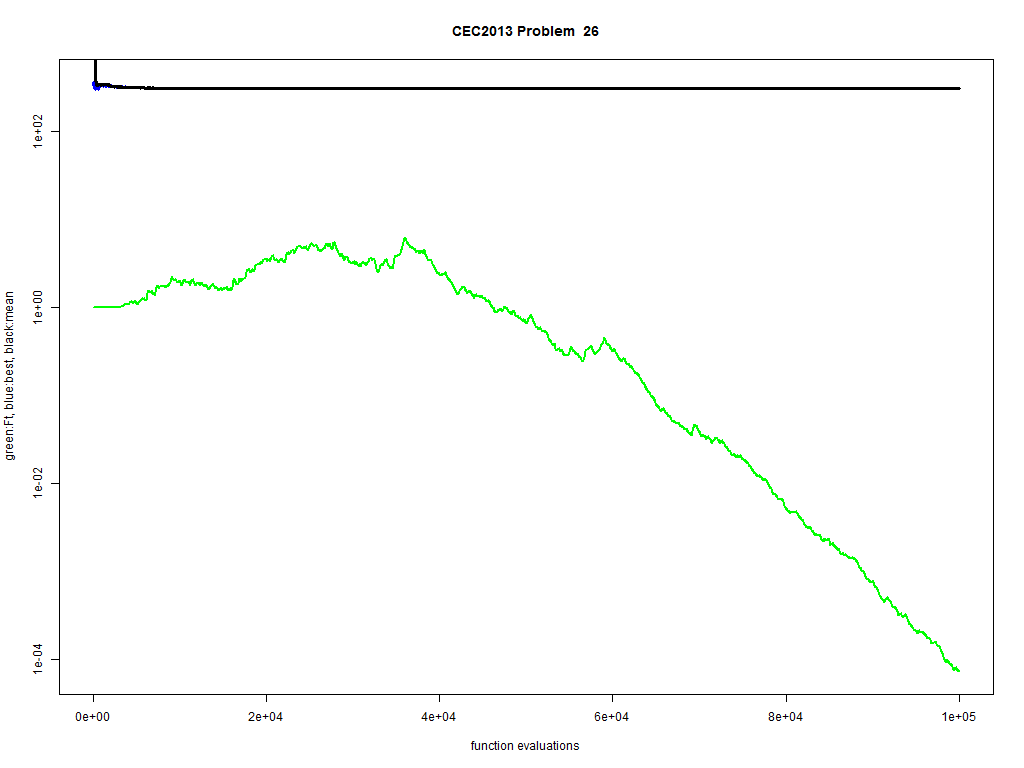 CEC2013 Problem  26
green:Ft, blue:best, black:mean
1e+02
1e+00
1e-02
1e-04
0e+00
2e+04
4e+04
6e+04
8e+04
1e+05
function evaluations